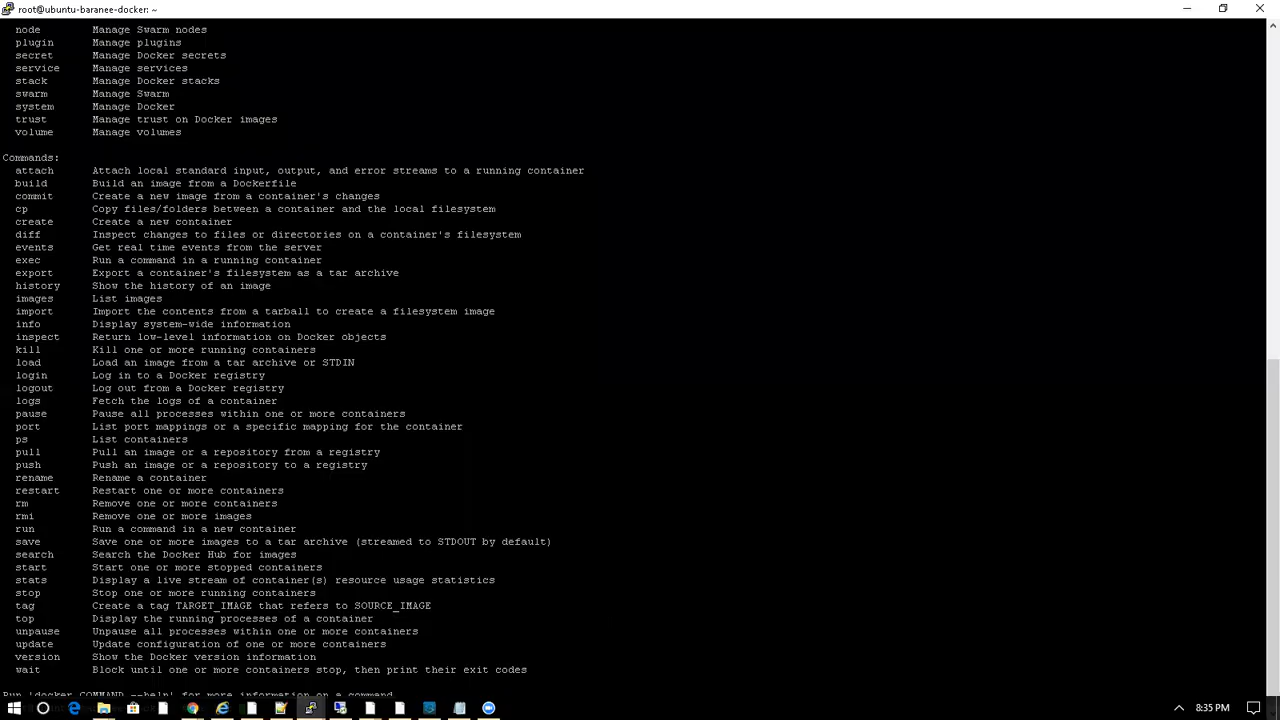 root@ubuntu-baranee-docker: ~
node Manage Swarm nodes
plugin Manage plugins
secret Manage Docker secrets
service Manage services
stack Manage Docker stacks
swarm Manage Swarm
system Manage Docker
trust Manage trust on Docker images
volume Manage volumes
Commands:
attach Attach local standard input, output, and error streams to a running container
build Build an image from a Dockerfile
commit Create a new image from a container's changes
cp Copy files/folders between a container and the local filesystem
create Create a new container
diff Inspect changes to files or directories on a container's filesystem
events Get real time events from the server
exec Run a command in a running container
export Export a container's filesystem as a tar archive
history Show the history of an image
images List images
import Import the contents from a tarball to create a filesystem image
info Display system-wide information
inspect Return low-level information on Docker objects
kill Kill one or more running containers
load Load an image from a tar archive or STDIN
login Log in to a Docker registry
logout Log out from a Docker registry
logs Fetch the logs of a container
pause Pause all processes within one or more containers
port List port mappings or a specific mapping for the container
ps List containers
pull Pull an image or a repository from a registry
push Push an image or a repository to a registry
rename Rename a container
restart Restart one or more containers
rm Remove one or more containers
rmi Remove one or more images
run Run a command in a new container
save Save one or more images to a tar archive (streamed to STDOUT by default)
search Search the Docker Hub for images
start Start one or more stopped containers
stats Display a live stream of container(s) resource usage statistics
stop Stop one or more running containers
tag Create a tag TARGET_IMAGE that refers to SOURCE_IMAGE
top Display the running processes of a container
unpause Unpause all processes within one or more containers
update Update configuration of one or more containers
version Show the Docker version information
wait Block until one or more containers stop, then print their exit codes
Run 'docker COMMAND --help' for more information on a command.
8:35 PM